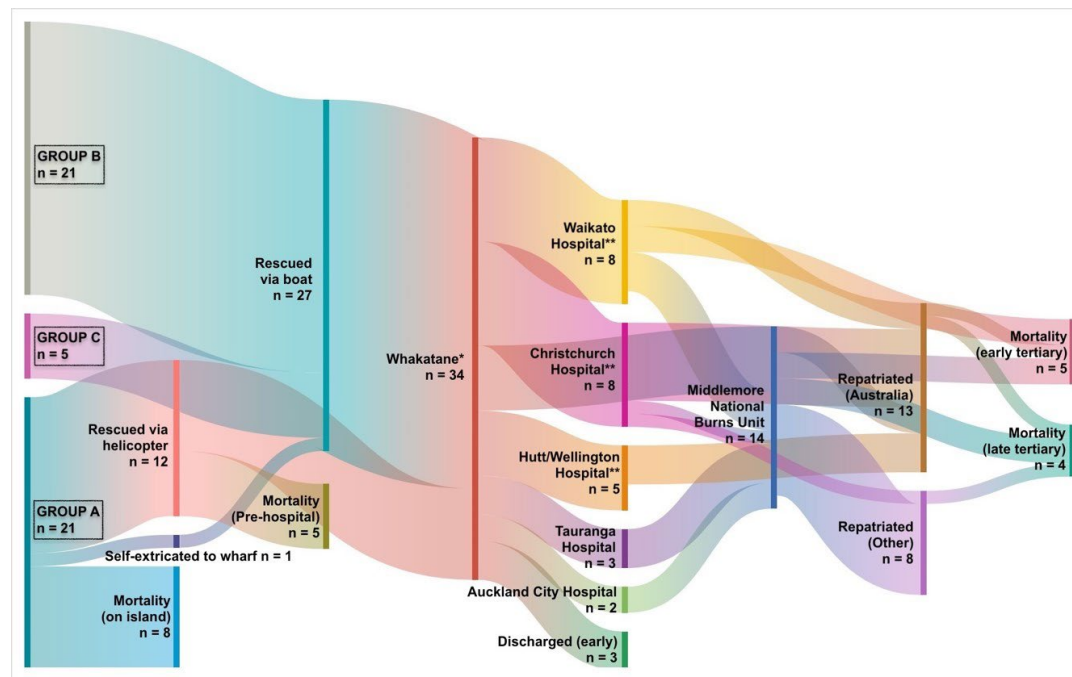 GROUP B
n = 21
GROUP C
n = 5
GROUP A
n = 21
Rescued via
helicopter
n = 12
Self-extricated to wharf n = 1
Mortality
(on island)
n = 8
Rescued
via boat
n = 27
Mortality
(Pre-hospital)
n = 5
Whakatane*
n = 34
Waikato
Hospital**
n = 8
Christchurch
Hospital**
n = 8
Hutt/Wellington
Hospital**
n = 5
Tauranga
Hospital
n = 3
Auckland City Hospital
n = 2
Discharged (early)
n = 3
Middlemore
National
Burns Unit
n = 14
Repatriated
(Australia)
n = 13
Repatriated
(Other)
n = 8
Mortality
(early tertiary)
n = 5
Mortality
(late tertiary)
n = 4